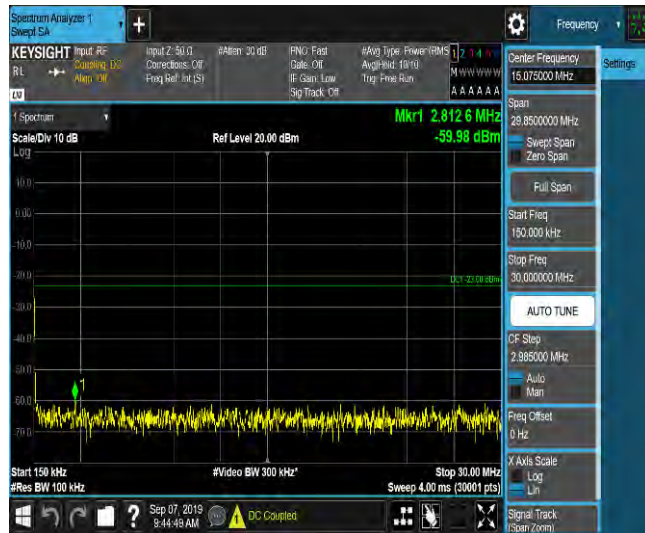 Spectrum Analyzer 1
Swept SA
+
Frequency
KEYSIGHT
Input: RF
Coupling: DC
Align: Off
Input Z: 50 Ω
Corrections: Off
Freq Ref: Int (S)
#Atten: 30 dB
PNO: Fast
Gate: Off
IF Gain: Low
Sig Track: Off
#Avg Type: Power (RMS
Avg|Hold: 10/10
Trig: Free Run
1 2 3 4 5 6
M W W W W W
A A A A A A
RL
LV
1 Spectrum
Scale/Div 10 dB
Ref Level 20.00 dBm
Mkr1 2.812 6 MHz
-59.98 dBm
Log
10.0
0.00
-10.0
-20.0
DL1 -23.00 dBm
-30.0
-40.0
-50.0
1
-60.0
-70.0
Start 150 kHz
#Video BW 300 kHz*
Stop 30.00 MHz
#Res BW 100 kHz
Sweep 4.00 ms (30001 pts)
Sep 07, 2019
9:44:49 AM
DC Coupled
Center Frequency
15.075000 MHz
Settings
Span
29.8500000 MHz
Swept Span
Zero Span
Full Span
Start Freq
150.000 kHz
Stop Freq
30.000000 MHz
AUTO TUNE
CF Step
2.985000 MHz
Auto
Man
Freq Offset
0 Hz
X Axis Scale
Log
Lin
Signal Track
(Span Zoom)